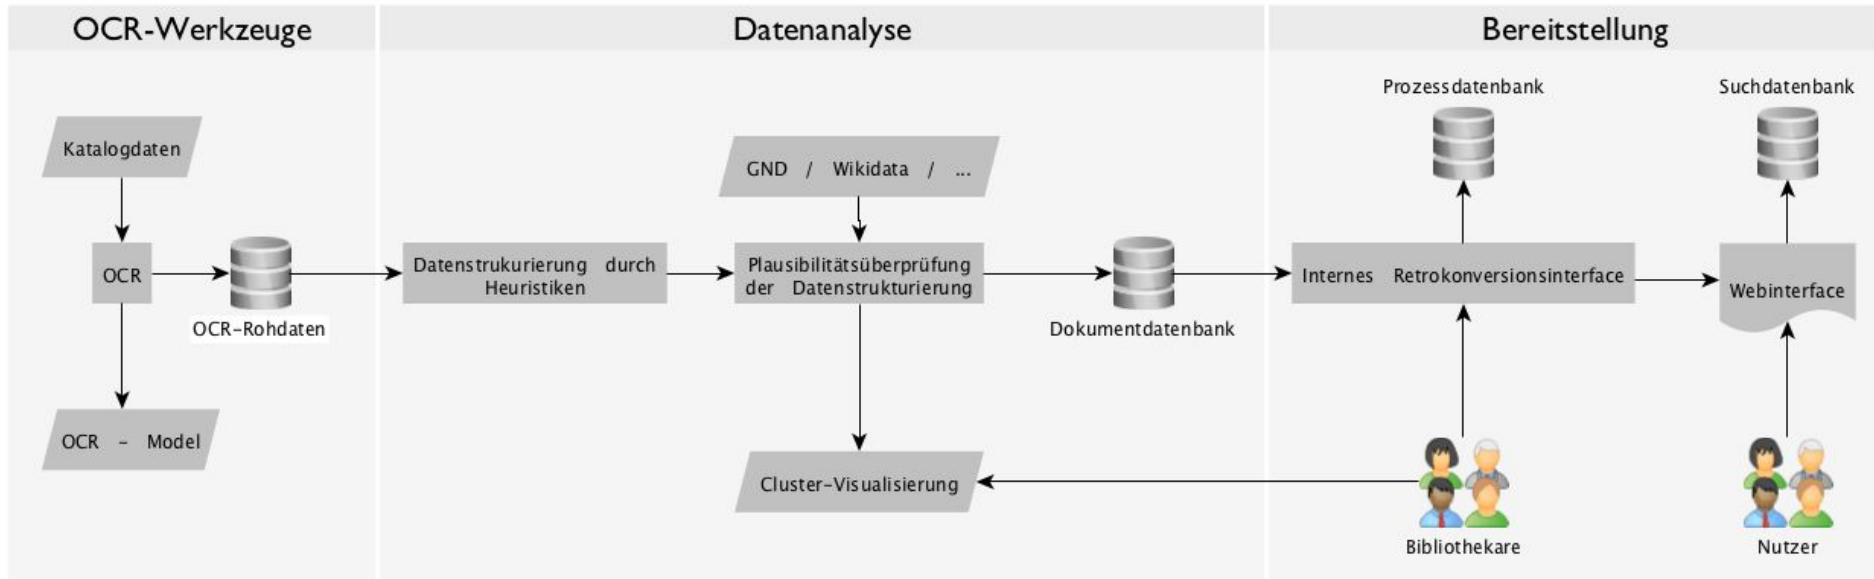 OCR-Werkzeuge
Katalogdaten
OCR
OCR-Rohdaten
OCR - Model
Datenanalyse
GND / Wikidata / ...
Datenstrukurierung durch
Heuristiken
Plausibilitätsüberprüfung
der Datenstrukturierung
Dokumentdatenbank
Cluster-Visualisierung
Bereitstellung
Prozessdatenbank
Suchdatenbank
Internes Retrokonversionsinterface
Webinterface
Bibliothekare
Nutzer